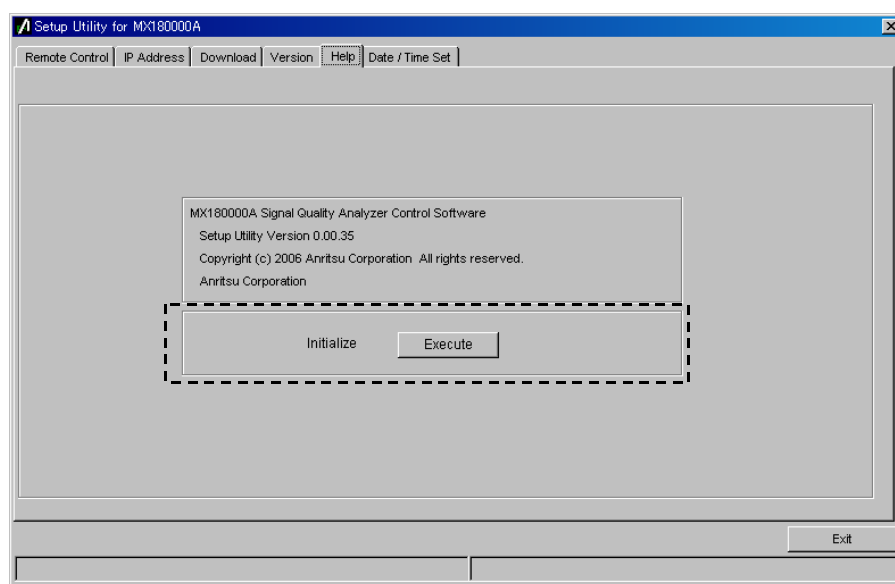 Setup Utility for MX180000A
Remote Control IP Address Download Version Help Date / Time Set
MX180000A Signal Quality Analyzer Control Software
Setup Utility Version 0.00.35
Copyright (c) 2006 Anritsu Corporation All rights reserved.
Anritsu Corporation
Initialize Execute
Exit